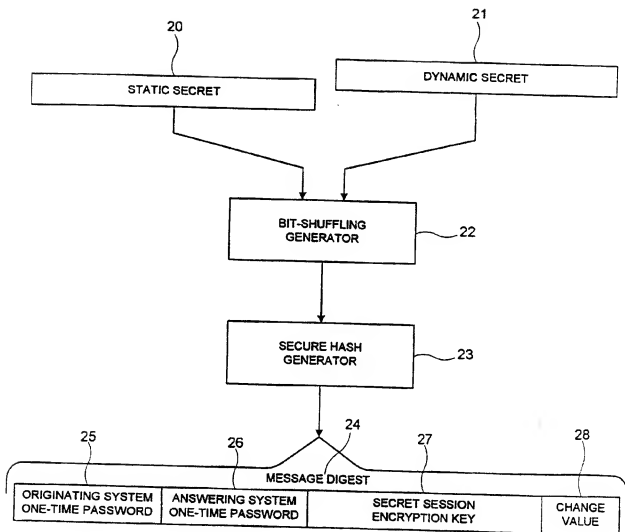 20
21
STATIC SECRET
DYNAMIC SECRET
BIT-SHUFFLING
GENERATOR
22
SECURE HASH
GENERATOR
23
24
25
26
27
28
MESSAGE DIGEST
ORIGINATING SYSTEM
ONE-TIME PASSWORD
ANSWERING SYSTEM
ONE-TIME PASSWORD
SECRET SESSION
ENCRYPTION KEY
CHANGE
VALUE